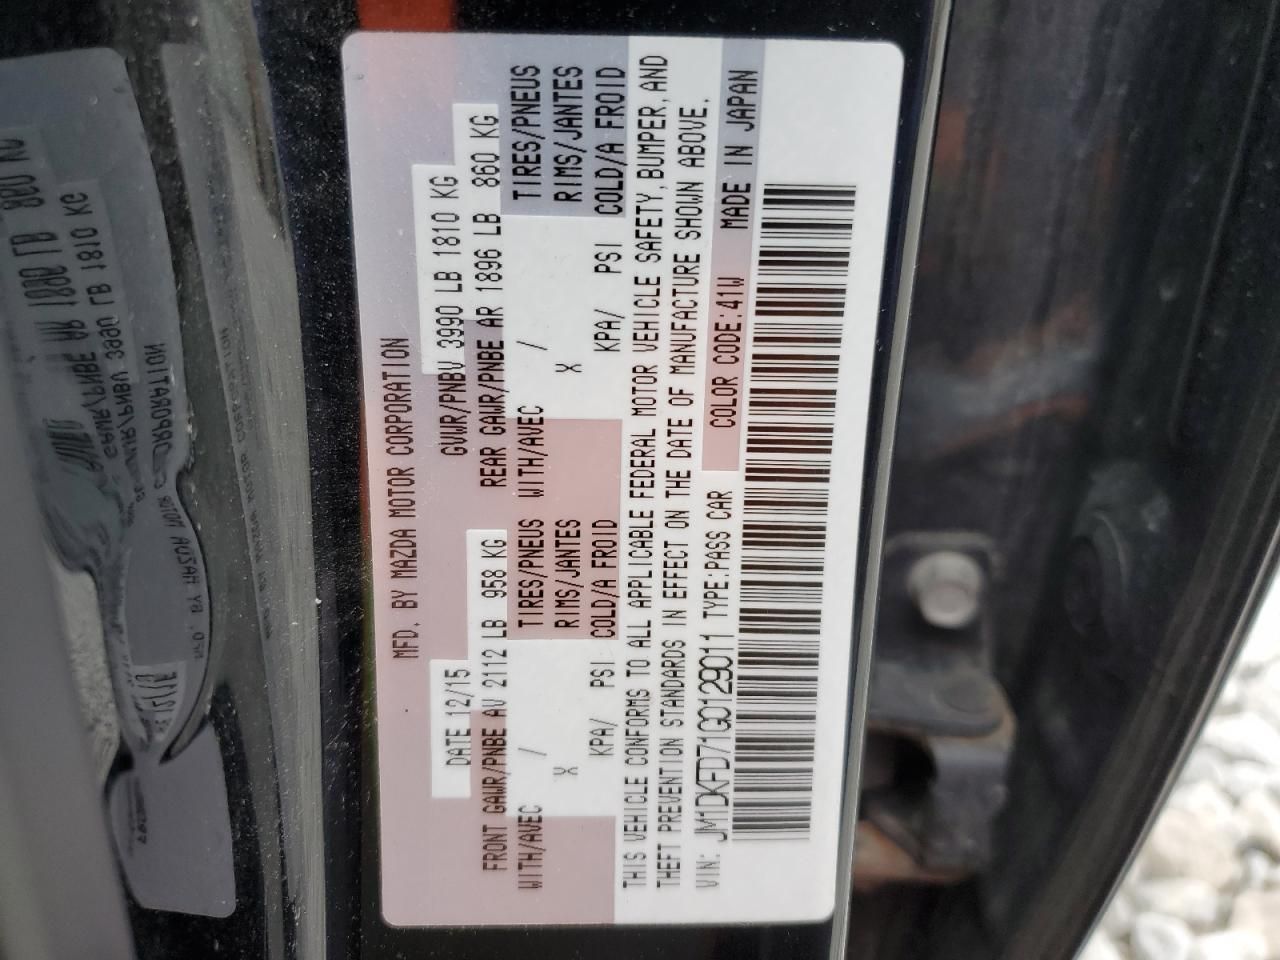 MFD. BY MAZDA MOTOR CORPORATION
DATE 12/15 GVWR/PNBV 3990 LB 1810 KG
FRONT GAWR/PNBE AV 2112 LB 958 KG REAR GAWR/PNBE AR 1896 LB 860 KG
WITH/AVEC / TIRES/PNEUS WITH/AVEC / TIRES/PNEUS
X RIMS/JANTES X RIMS/JANTES
KPA/ PSI COLD/A FROID KPA/ PSI COLD/A FROID
THIS VEHICLE CONFORMS TO ALL APPLICABLE FEDERAL MOTOR VEHICLE SAFETY, BUMPER, AND
THEFT PREVENTION STANDARDS IN EFFECT ON THE DATE OF MANUFACTURE SHOWN ABOVE.
VIN: JM1DKFD71G0129011 TYPE:PASS CAR COLOR CODE:41W MADE IN JAPAN